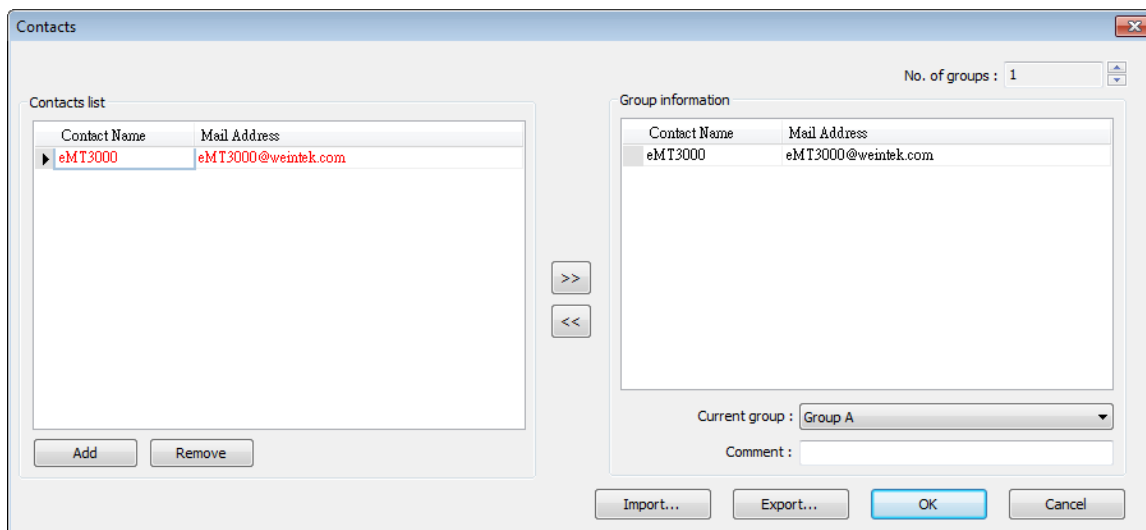 Contacts
No. of groups : 1
Contacts list
Contact Name Mail Address
eMT3000 eMT3000@weintek.com
Add Remove
>>
<<
Group information
Contact Name Mail Address
eMT3000 eMT3000@weintek.com
Current group : Group A
Comment :
Import... Export... OK Cancel